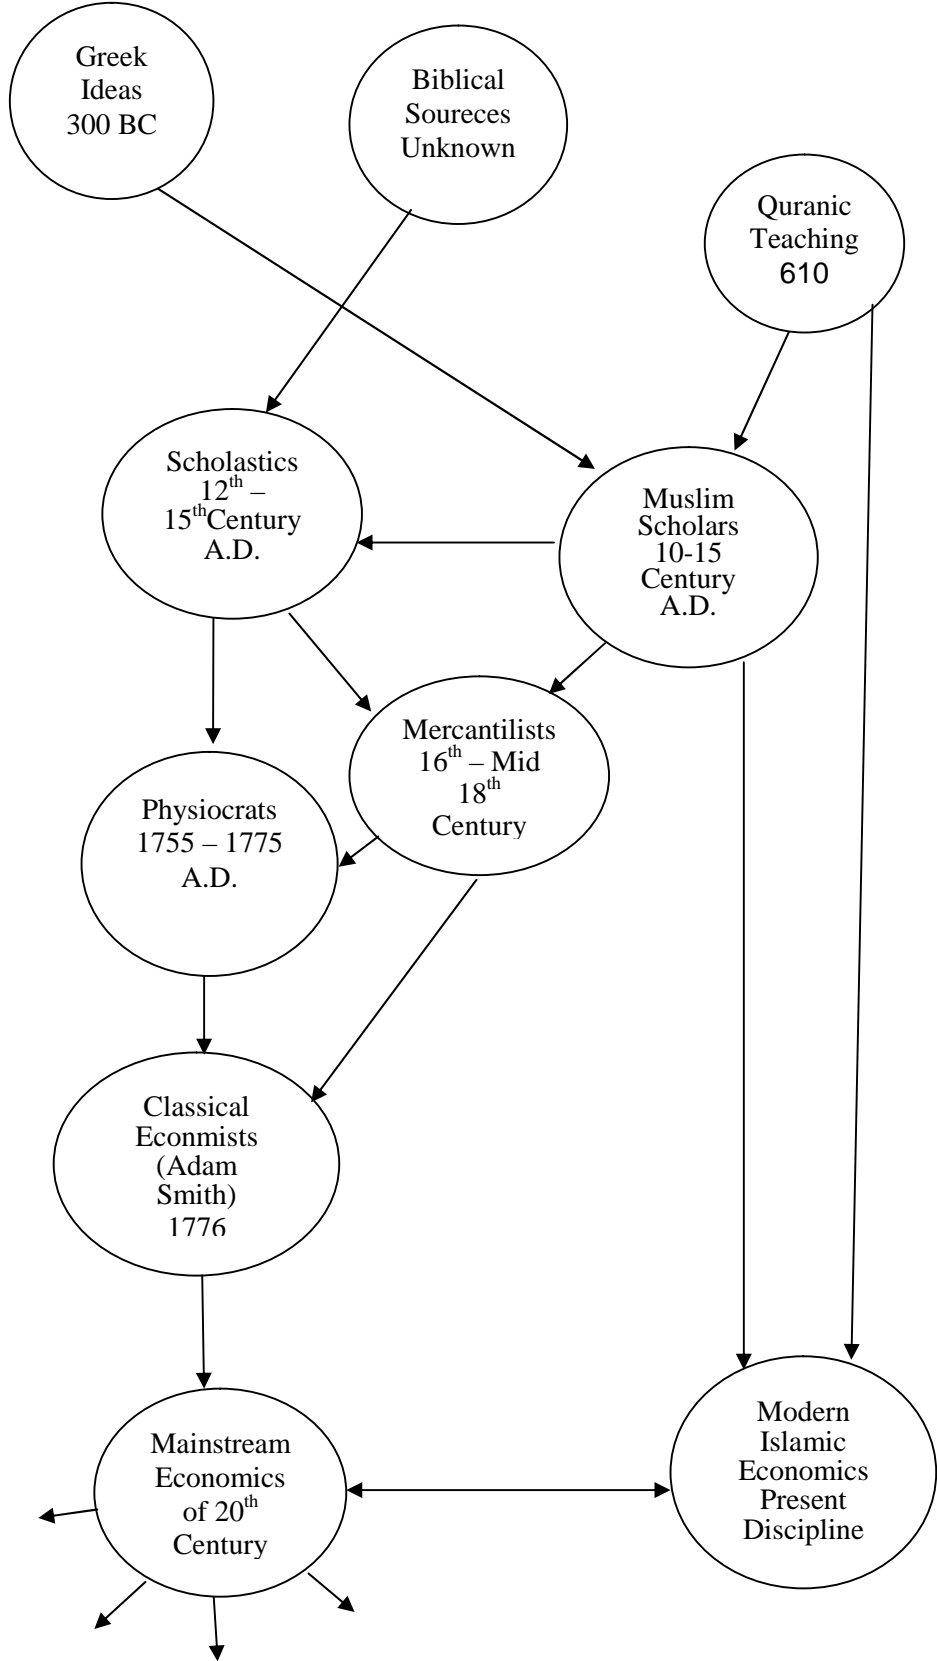 Greek
Ideas
300 BC
Biblical
Soureces
Unknown
Quranic
Teaching
610
Scholastics
12th –
15thCentury
A.D.
Muslim
Scholars
10-15
Century
A.D.
Mercantilists
16th – Mid
18th
Century
Physiocrats
1755 – 1775
A.D.
Classical
Econmists
(Adam
Smith)
1776
Mainstream
Economics
of 20th
Century
Modern
Islamic
Economics
Present
Discipline